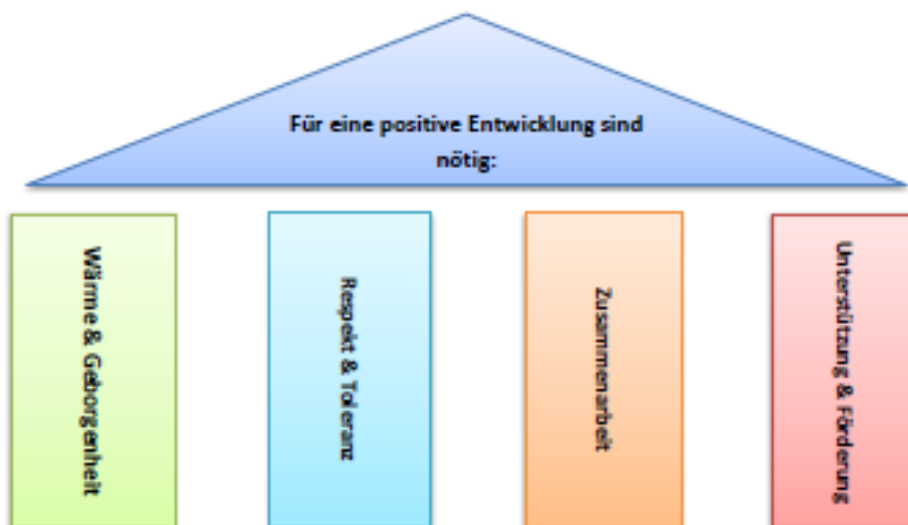 Für eine positive Entwicklung sind
nötig:
Wärme & Geborgenheit
Respekt & Toleranz
Zusammenarbeit
Unterstützung & Förderung